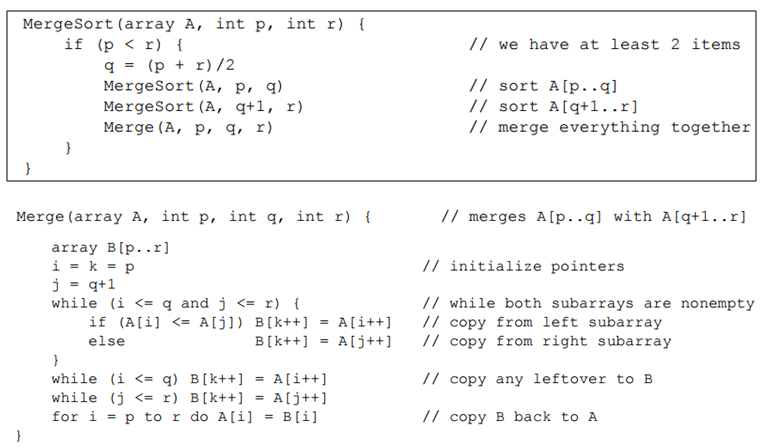 MergeSort(array A, int p, int r) {
if (p < r) { // we have at least 2 items
q = (p + r)/2
MergeSort(A, p, q) // sort A[p..q]
MergeSort(A, q+1, r) // sort A[q+1..r]
Merge(A, p, q, r) // merge everything together
}
}
Merge(array A, int p, int q, int r) { // merges A[p..q] with A[q+1..r]
array B[p..r]
i = k = p // initialize pointers
j = q+1
while (i <= q and j <= r) { // while both subarrays are nonempty
if (A[i] <= A[j]) B[k++] = A[i++] // copy from left subarray
else B[k++] = A[j++] // copy from right subarray
}
while (i <= q) B[k++] = A[i++] // copy any leftover to B
while (j <= r) B[k++] = A[j++]
for i = p to r do A[i] = B[i] // copy B back to A
}